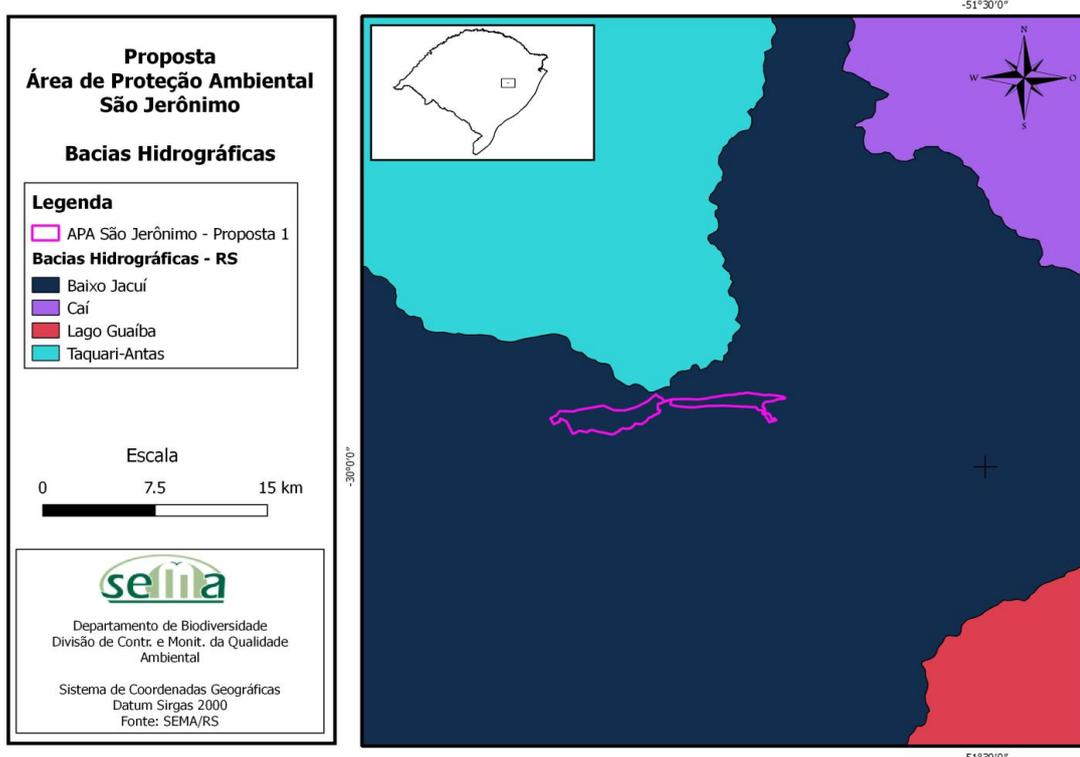 Proposta
Área de Proteção Ambiental
São Jerônimo
Bacias Hidrográficas
Legenda
APA São Jerônimo - Proposta 1
Bacias Hidrográficas - RS
Baixo Jacuí
Caí
Lago Guaíba
Taquari-Antas
Escala
0 7.5 15 km
sema
Departamento de Biodiversidade
Divisão de Contr. e Monit. da Qualidade
Ambiental
Sistema de Coordenadas Geográficas
Datum Sirgas 2000
Fonte: SEMA/RS
-51°30'0"
N
W O
S
-30°0'0"
-51°30'0"